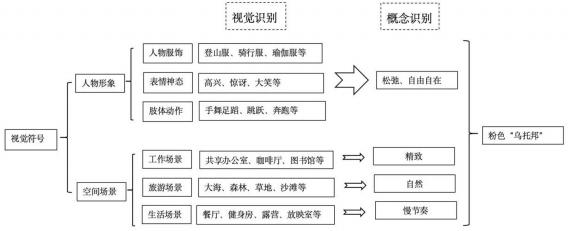 视觉识别
概念识别
人物服饰
登山服、骑行服、瑜伽服等
人物形象
表情神态
高兴、惊讶、大笑等
松弛、自由自在
肢体动作
手舞足蹈、跳跃、奔跑等
视觉符号
粉色“乌托邦”
工作场景
共享办公室、咖啡厅、图书馆等
精致
空间场景
旅游场景
大海、森林、草地、沙滩等
自然
生活场景
餐厅、健身房、露营、放映室等
慢节奏